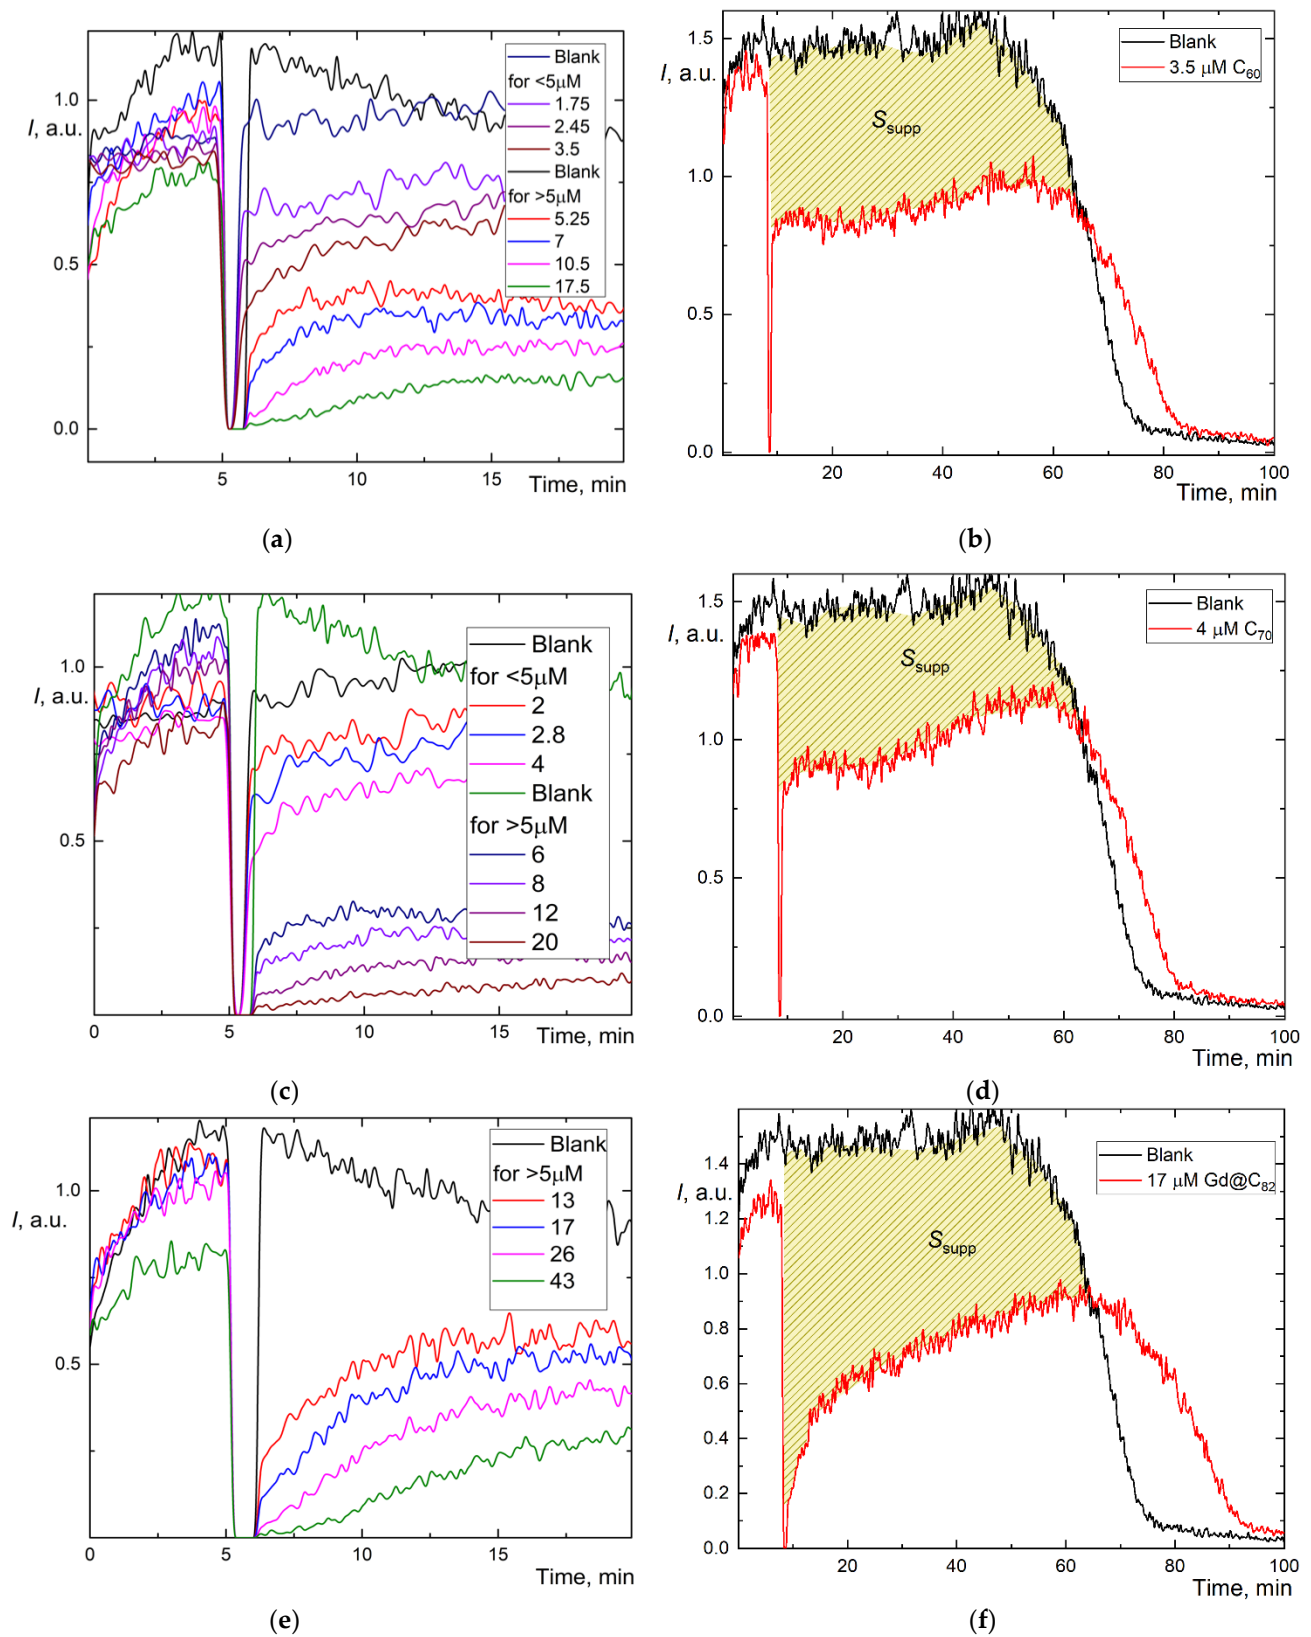 I, a.u.
1.0
0.5
0.0
5
10
15
Time, min
Blank
for <5μM
1.75
2.45
3.5
Blank
for >5μM
5.25
7
10.5
17.5
(a)
I, a.u.
1.5
1.0
0.5
0.0
20
40
60
80
100
Time, min
Blank
3.5 μM C60
Ssupp
(b)
I, a.u.
1.0
0.5
0
5
10
15
Time, min
Blank
for <5μM
2
2.8
4
Blank
for >5μM
6
8
12
20
(c)
I, a.u.
1.5
1.0
0.5
0.0
20
40
60
80
100
Time, min
Blank
4 μM C70
Ssupp
(d)
I, a.u.
1.0
0.5
0
5
10
15
Time, min
Blank
for >5μM
13
17
26
43
(e)
I, a.u.
1.4
1.2
1.0
0.8
0.6
0.4
0.2
0.0
20
40
60
80
100
Time, min
Blank
17 μM Gd@C82
Ssupp
(f)